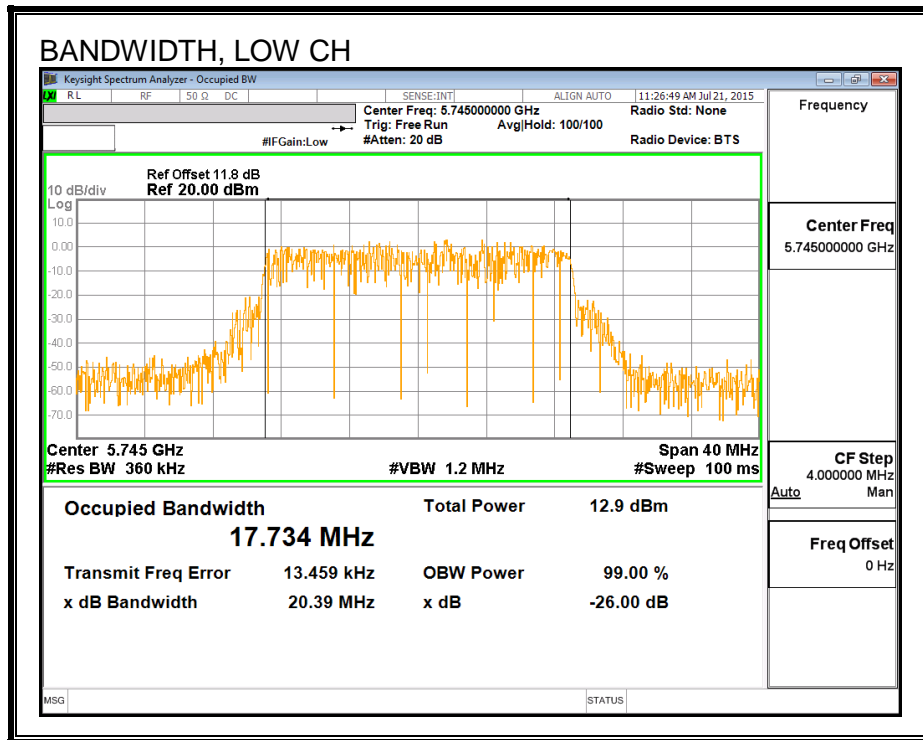 BANDWIDTH, LOW CH
Keysight Spectrum Analyzer - Occupied BW
LXI RL RF 50 Ω DC SENSE:INT ALIGN AUTO 11:26:49 AM Jul 21, 2015
Center Freq: 5.745000000 GHz Radio Std: None
Trig: Free Run Avg|Hold: 100/100
#IFGain:Low #Atten: 20 dB Radio Device: BTS
Ref Offset 11.8 dB
10 dB/div Ref 20.00 dBm
Log
10.0
0.00
-10.0
-20.0
-30.0
-40.0
-50.0
-60.0
-70.0
Center 5.745 GHz Span 40 MHz
#Res BW 360 kHz #VBW 1.2 MHz #Sweep 100 ms
Occupied Bandwidth Total Power 12.9 dBm
17.734 MHz
Transmit Freq Error 13.459 kHz OBW Power 99.00 %
x dB Bandwidth 20.39 MHz x dB -26.00 dB
MSG STATUS
Frequency
Center Freq
5.745000000 GHz
CF Step
4.000000 MHz
Auto Man
Freq Offset
0 Hz